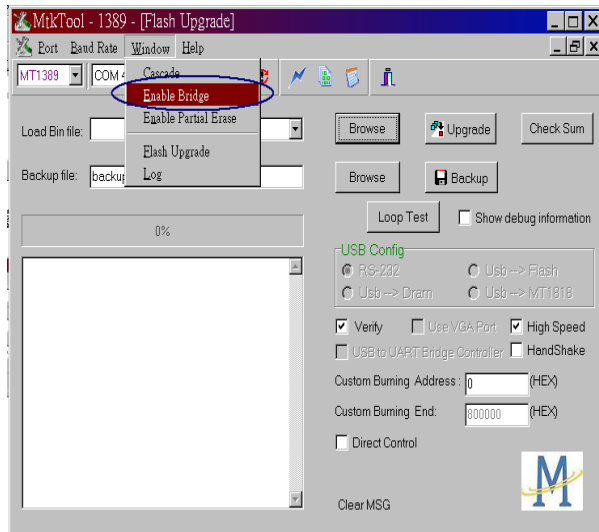 MtkTool - 1389 - [Flash Upgrade]
Port Baud Rate Window Help
MT1389 COM 4
Cascade
Enable Bridge
Enable Partial Erase
Flash Upgrade
Log
Load Bin file: Browse Upgrade Check Sum
Backup file: backup Browse Backup
Loop Test Show debug information
0%
USB Config
RS-232 Usb --> Flash
Usb --> Dram Usb --> MT1818
Verify Use VGA Port High Speed
USB to UART Bridge Controller HandShake
Custom Burning Address : 0 (HEX)
Custom Burning End: 800000 (HEX)
Direct Control
M
Clear MSG